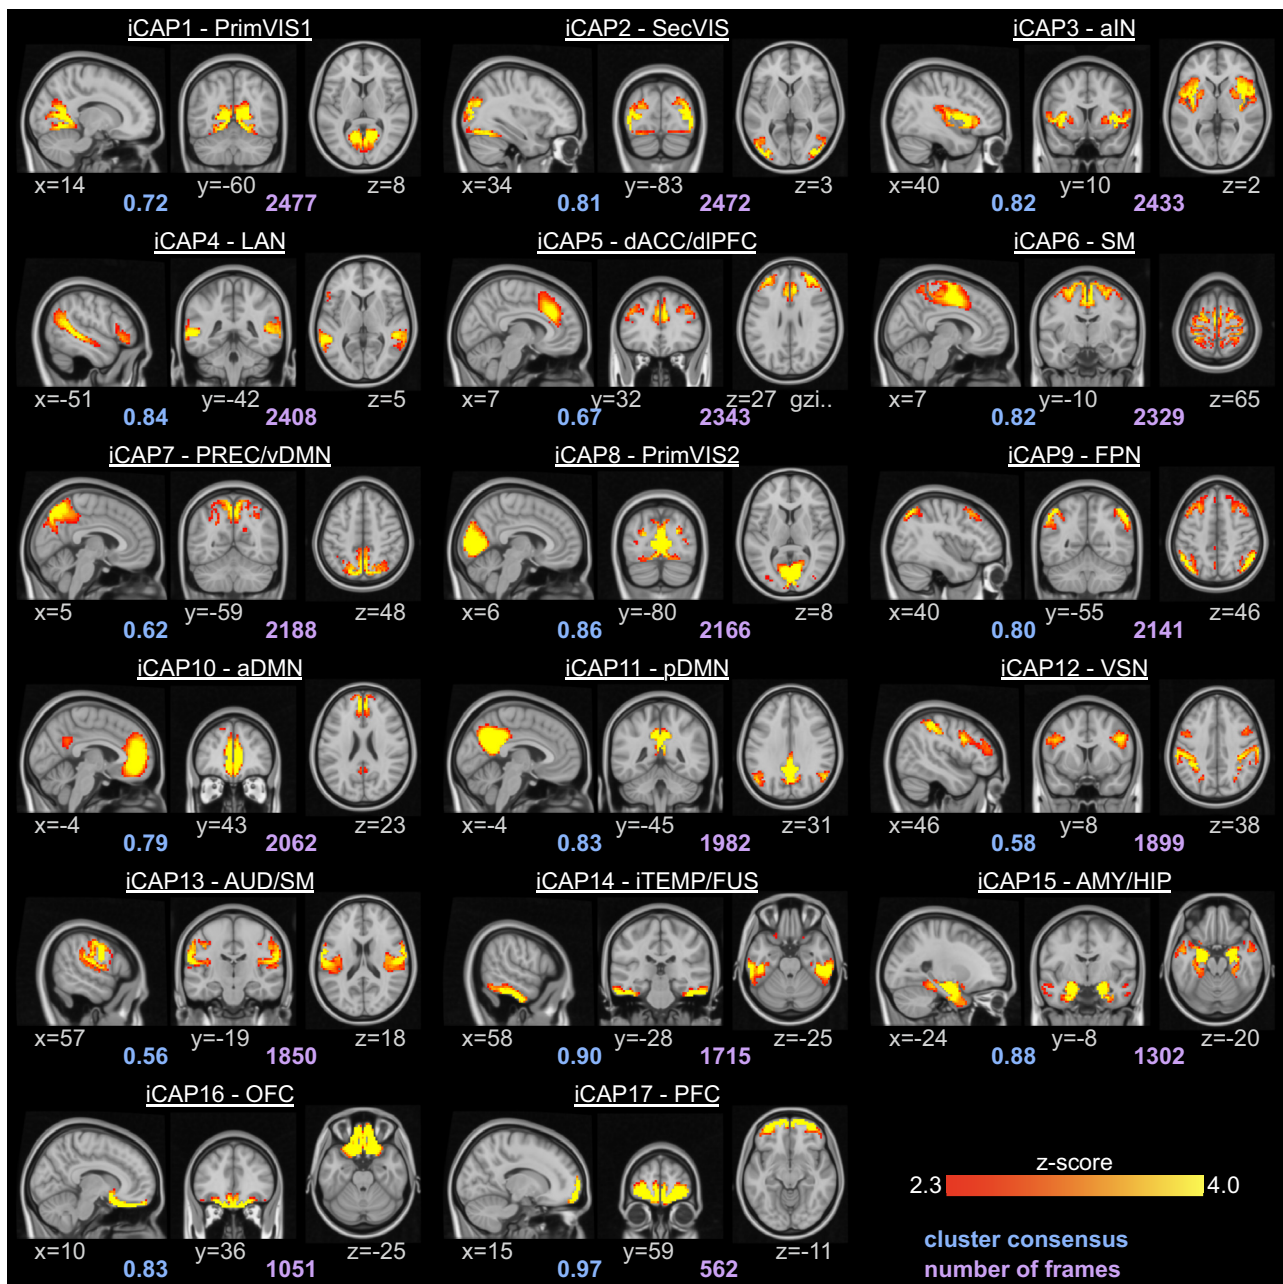 iCAP1 - PrimVIS1
x=14 y=-60 z=8
0.72 2477
iCAP2 - SecVIS
x=34 y=-83 z=3
0.81 2472
iCAP3 - aIN
x=40 y=10 z=2
0.82 2433
iCAP4 - LAN
x=-51 y=-42 z=5
0.84 2408
iCAP5 - dACC/dlPFC
x=7 y=32 z=27 gzi..
0.67 2343
iCAP6 - SM
x=7 y=-10 z=65
0.82 2329
iCAP7 - PREC/vDMN
x=5 y=-59 z=48
0.62 2188
iCAP8 - PrimVIS2
x=6 y=-80 z=8
0.86 2166
iCAP9 - FPN
x=40 y=-55 z=46
0.80 2141
iCAP10 - aDMN
x=-4 y=43 z=23
0.79 2062
iCAP11 - pDMN
x=-4 y=-45 z=31
0.83 1982
iCAP12 - VSN
x=46 y=8 z=38
0.58 1899
iCAP13 - AUD/SM
x=57 y=-19 z=18
0.56 1850
iCAP14 - iTEMP/FUS
x=58 y=-28 z=-25
0.90 1715
iCAP15 - AMY/HIP
x=-24 y=-8 z=-20
0.88 1302
iCAP16 - OFC
x=10 y=36 z=-25
0.83 1051
iCAP17 - PFC
x=15 y=59 z=-11
0.97 562
z-score
2.3 4.0
cluster consensus
number of frames